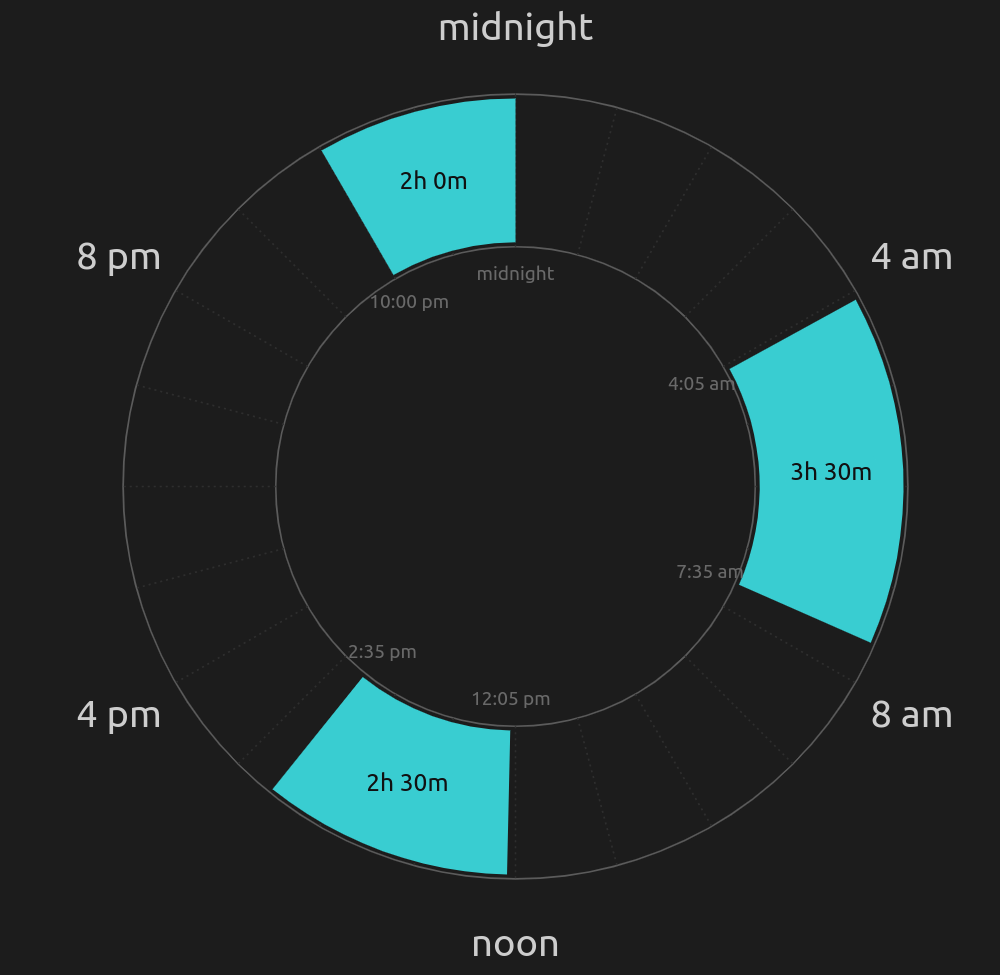 midnight
2h 0m
8 pm
4 am
midnight
10:00 pm
4:05 am
3h 30m
7:35 am
2:35 pm
12:05 pm
4 pm
8 am
2h 30m
noon